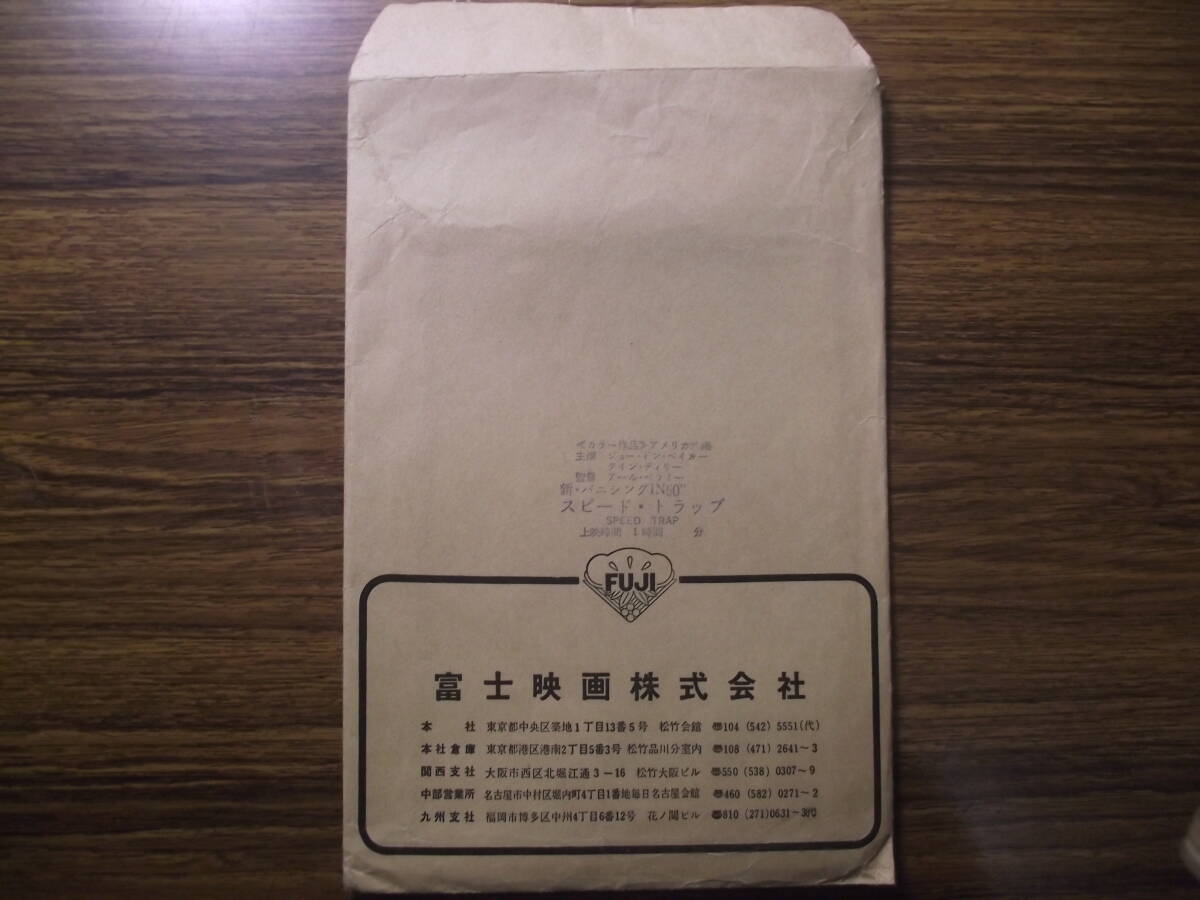 カラー作品 アメリカ映画
主演 ジョー・ドン・ベイカー
タイン・デイリー
監督 アール・ベラミー
新・バニシングIN60"
スピード・トラップ
SPEED TRAP
上映時間 1時間 分
FUJI
富士映画株式会社
本社 東京都中央区築地1丁目13番5号 松竹会館 ☎104 (542) 5551(代)
本社倉庫 東京都港区港南2丁目5番3号 松竹品川分室内 ☎108 (471) 2641〜3
関西支社 大阪市西区北堀江通3-16 松竹大阪ビル ☎550 (538) 0307〜9
中部営業所 名古屋市中村区堀内町4丁目1番地毎日名古屋会館 ☎460 (582) 0271〜2
九州支社 福岡市博多区中州4丁目6番12号 花ノ関ビル ☎810 (271)0631〜3